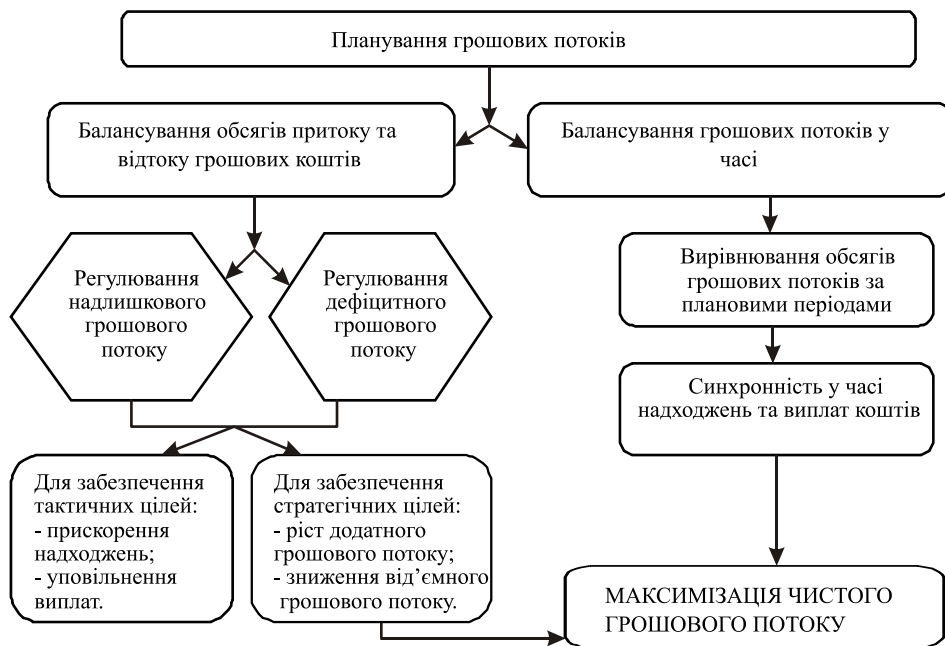 Планування грошових потоків
Балансування обсягів притоку та
відтоку грошових коштів
Балансування грошових потоків у
часі
Регулювання
надлишкового
грошового
потоку
Регулювання
дефіцитного
грошового
потоку
Вирівнювання обсягів
грошових потоків за
плановими періодами
Синхронність у часі
надходжень та виплат коштів
Для забезпечення
тактичних цілей:
- прискорення
надходжень;
- уповільнення
виплат.
Для забезпечення
стратегічних цілей:
- ріст додатного
грошового потоку;
- зниження від’ємного
грошового потоку.
МАКСИМІЗАЦІЯ ЧИСТОГО
ГРОШОВОГО ПОТОКУ